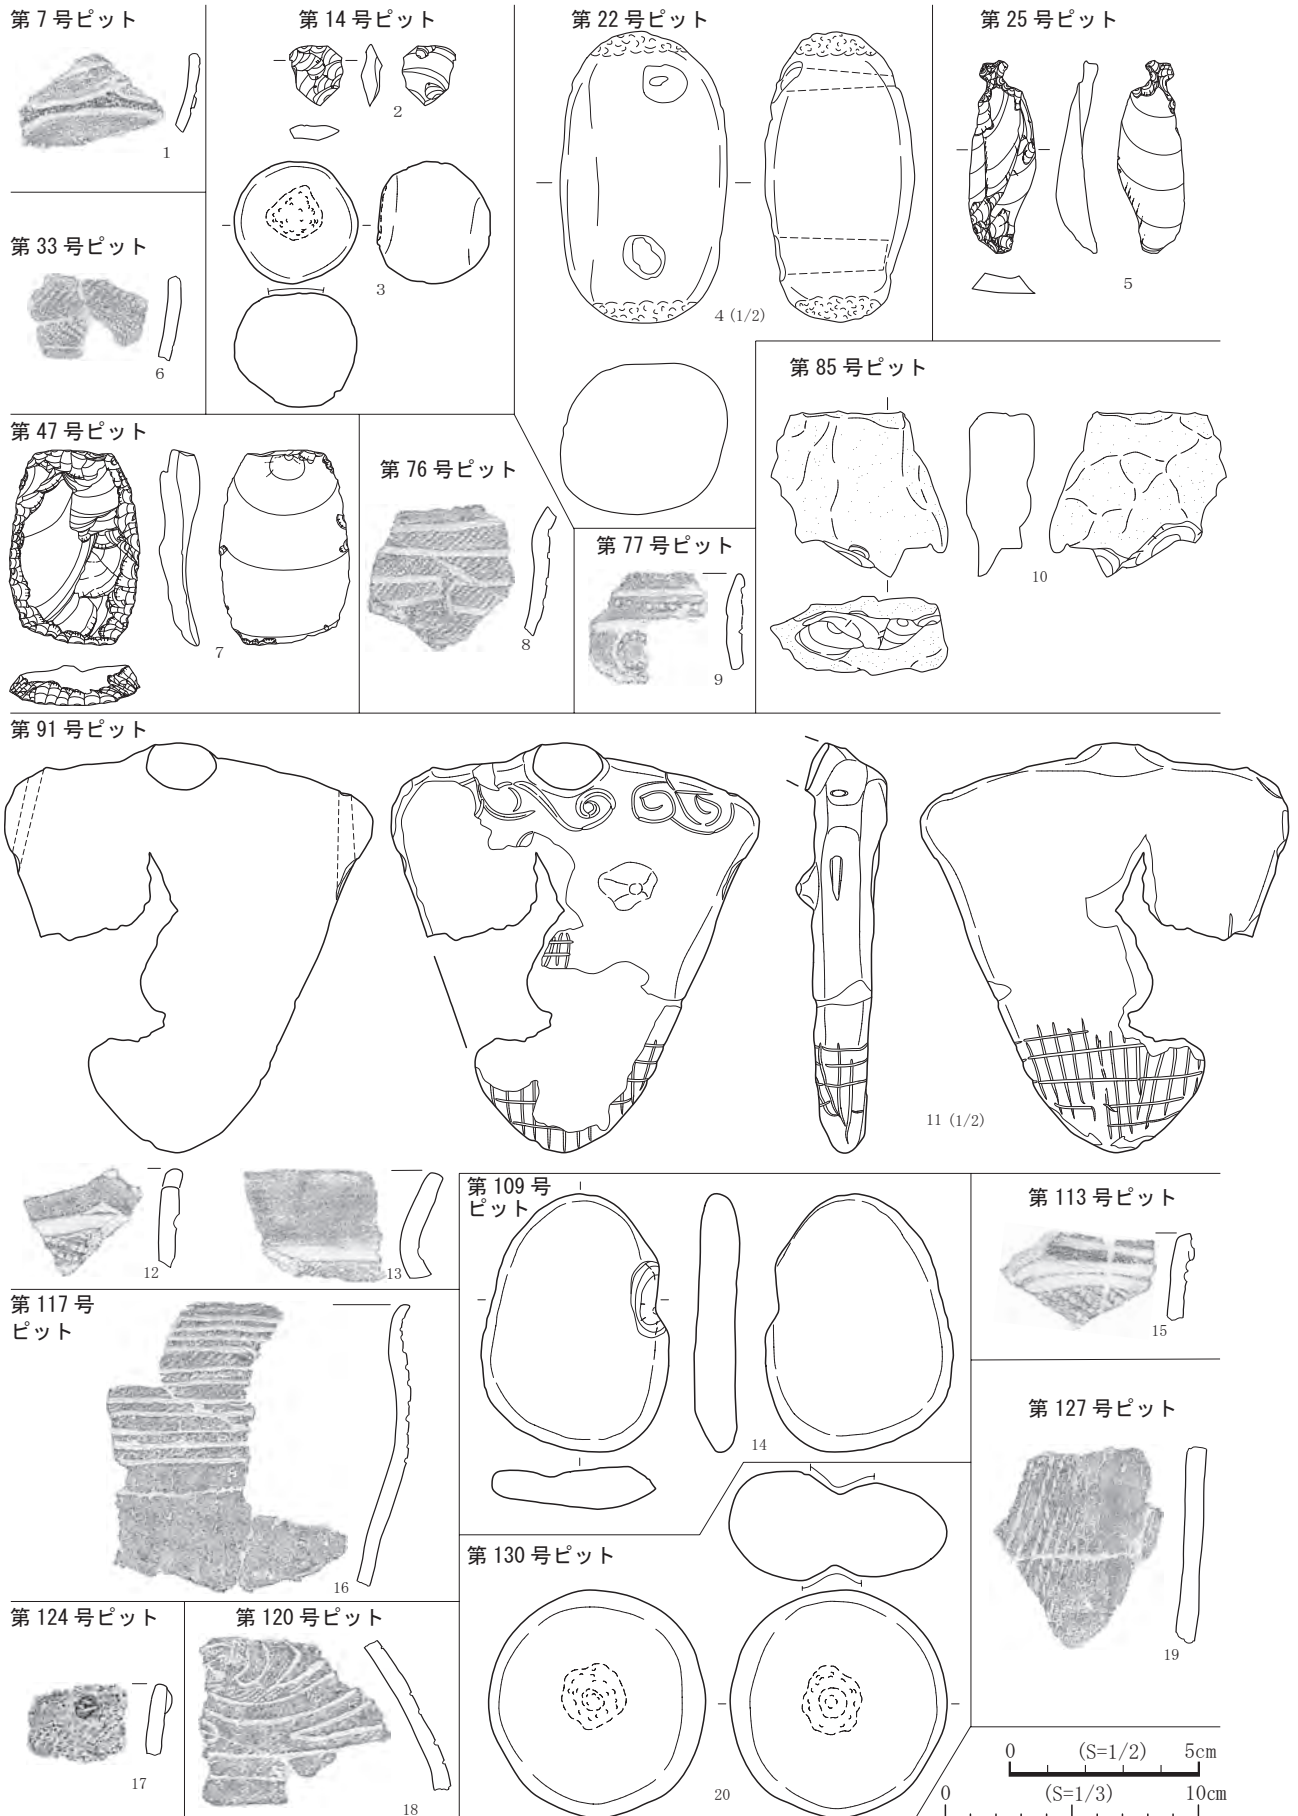 第 7 号ピット
1
第 14 号ピット
2
3
第 22 号ピット
4 (1/2)
第 25 号ピット
5
第 33 号ピット
6
第 47 号ピット
7
第 76 号ピット
8
第 77 号ピット
9
第 85 号ピット
10
第 91 号ピット
11 (1/2)
12
13
第 109 号
ピット
14
第 113 号ピット
15
第 117 号
ピット
16
第 127 号ピット
19
第 124 号ピット
17
第 120 号ピット
18
第 130 号ピット
20
0 (S=1/2) 5cm
0 (S=1/3) 10cm